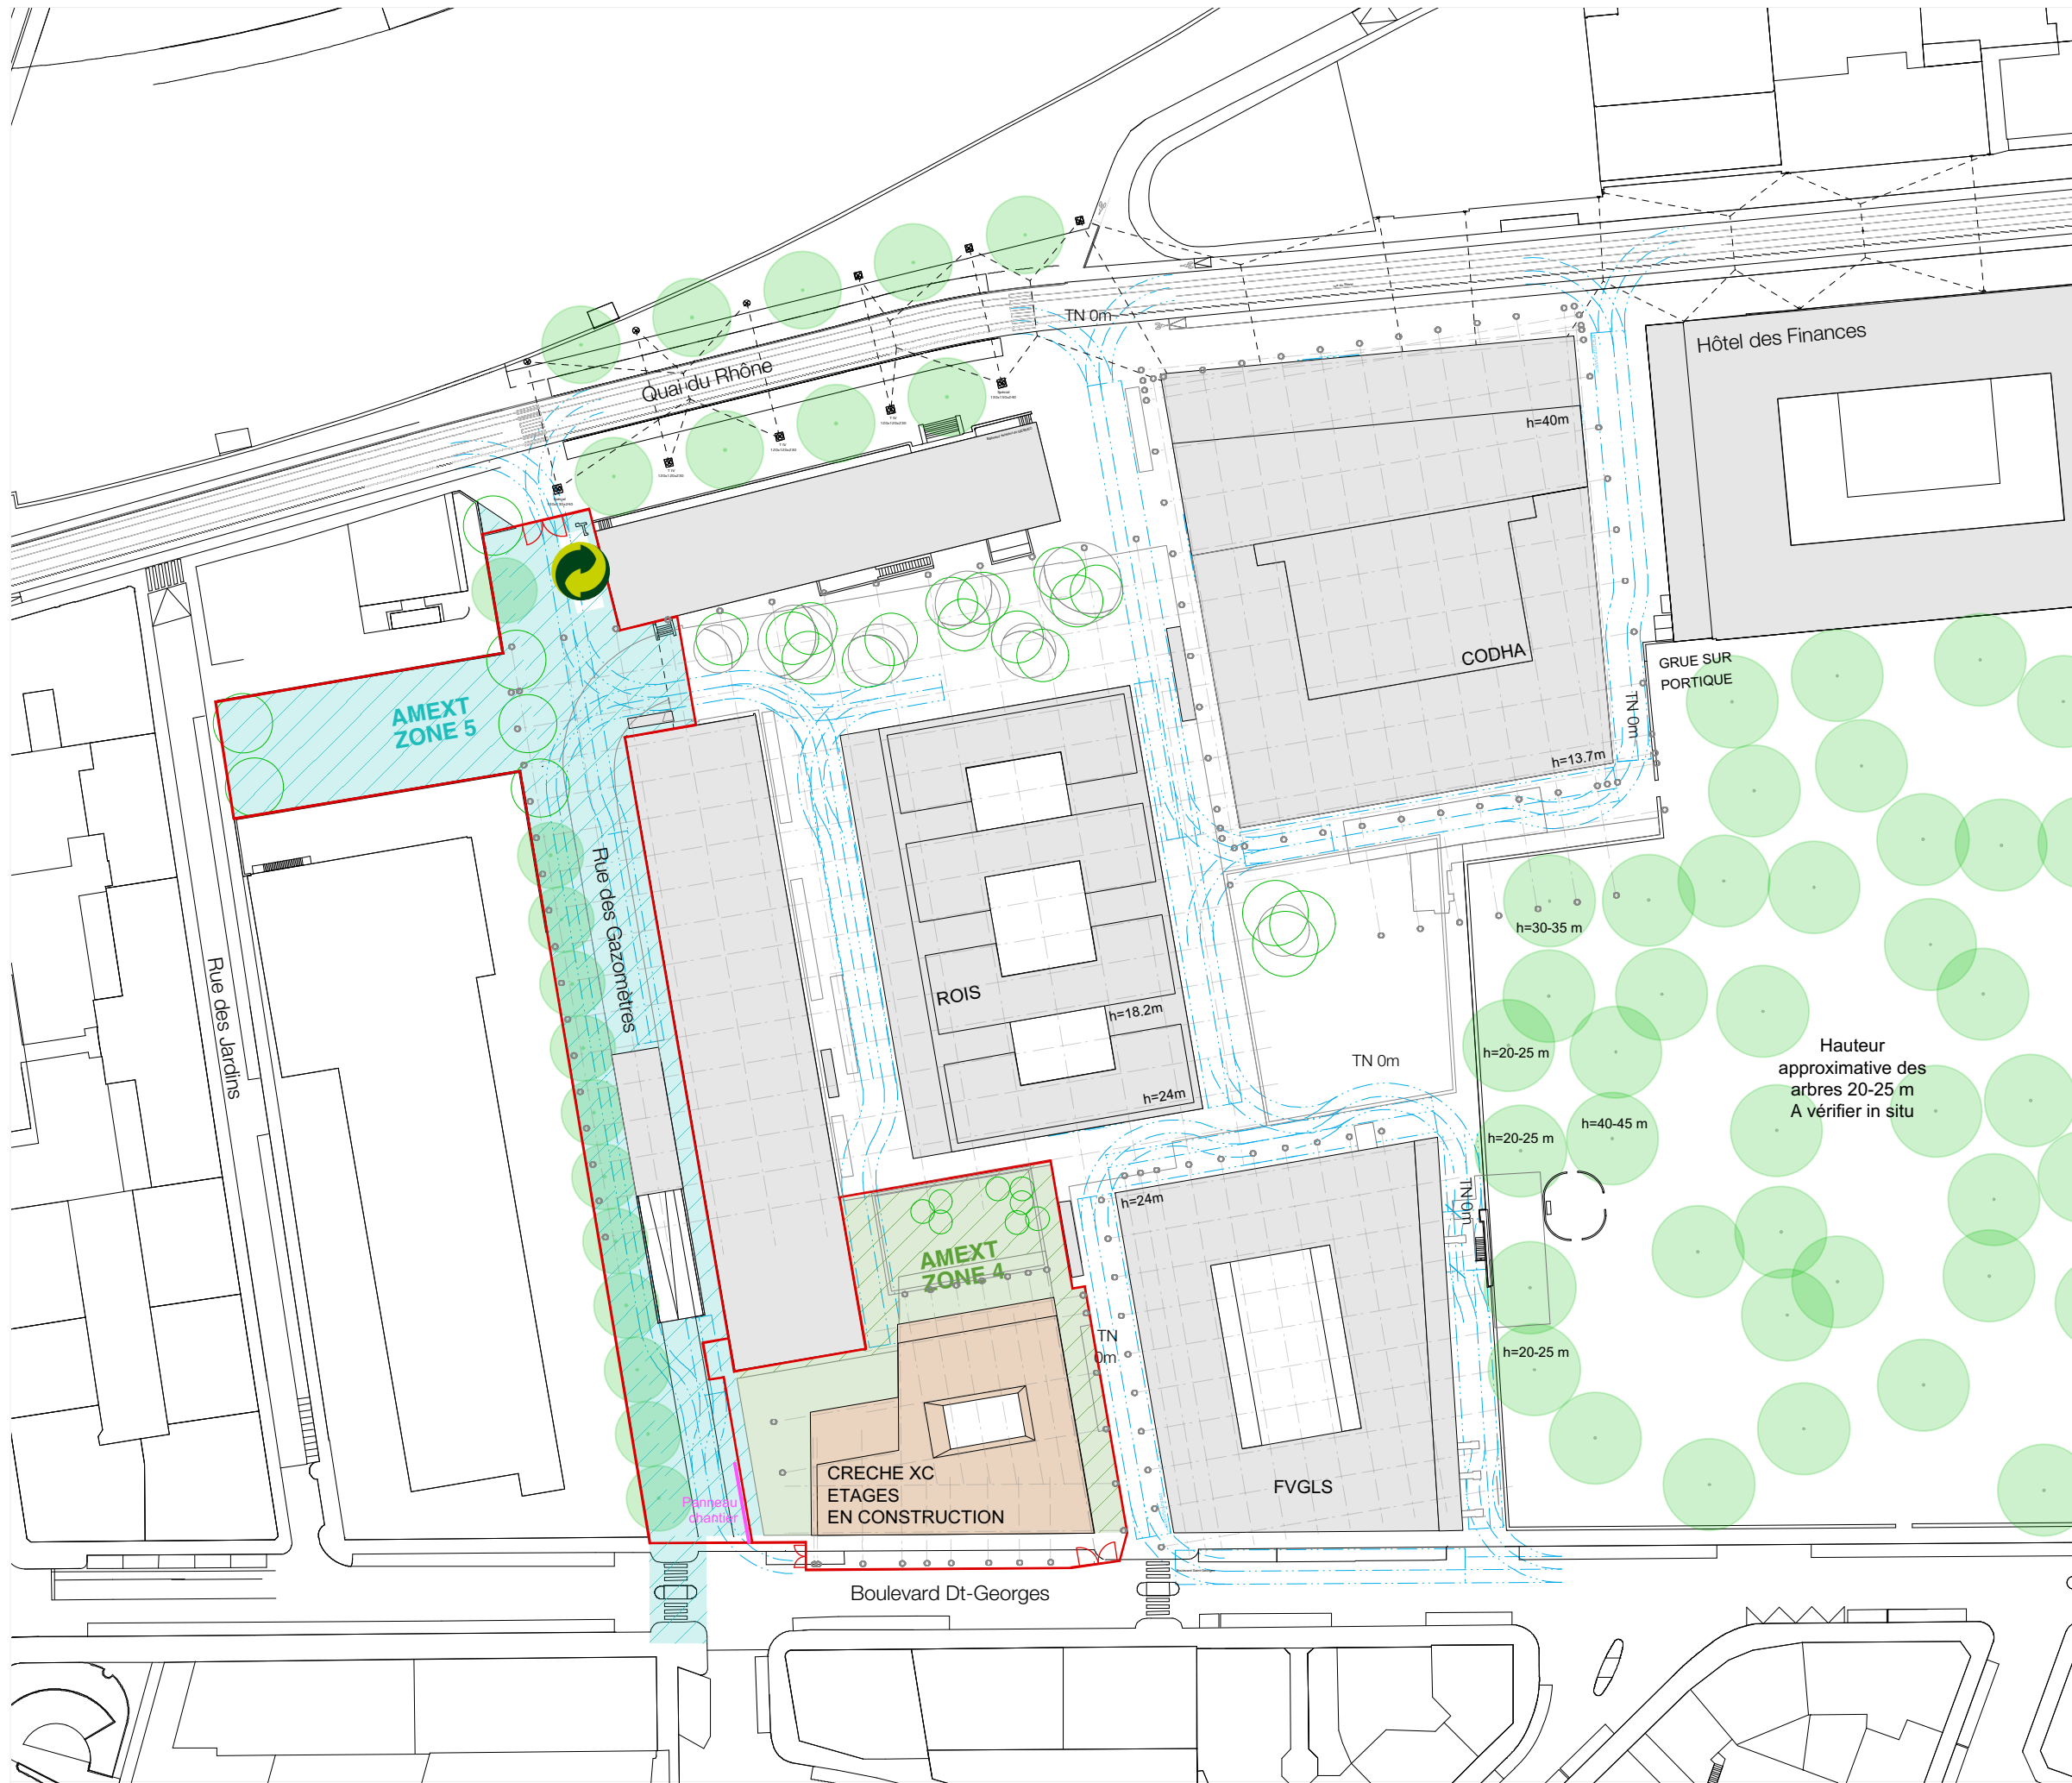 TN 0m
Quai du Rhône
Hôtel des Finances
h=40m
CODHA
GRUE SUR
PORTIQUE
TN 0m
h=13.7m
AMEXT
ZONE 5
Rue des Gazomètres
Rue des Jardins
ROIS
h=18.2m
h=24m
TN 0m
h=30-35 m
h=20-25 m
h=20-25 m
h=40-45 m
Hauteur
approximative des
arbres 20-25 m
A vérifier in situ
h=24m
TN 0m
AMEXT
ZONE 4
TN
0m
h=20-25 m
CRECHE XC
ETAGES
EN CONSTRUCTION
FVGLS
Panneau
chantier
Boulevard Dt-Georges